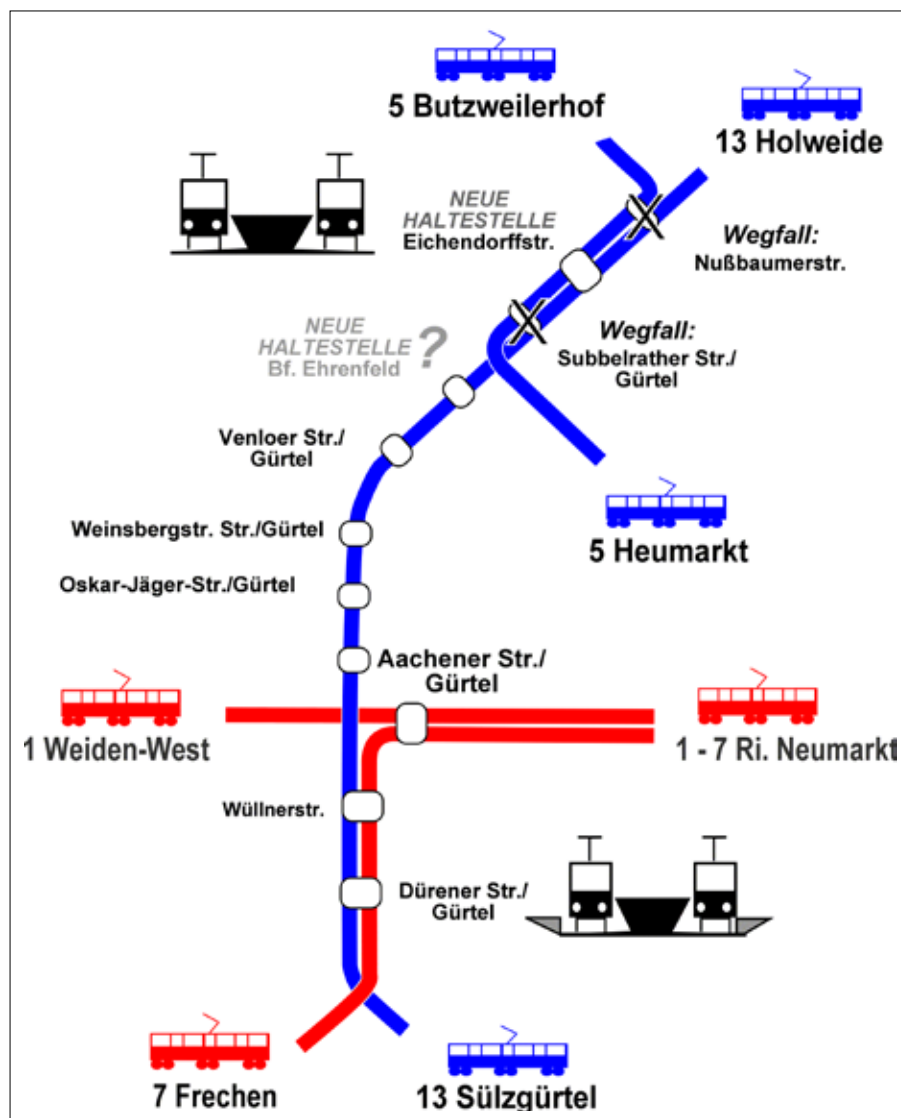 5 Butzweilerhof
13 Holweide
NEUE
HALTESTELLE
Eichendorffstr.
Wegfall:
Nußbaumerstr.
NEUE
HALTESTELLE
Bf. Ehrenfeld
?
Wegfall:
Subbelrather Str./
Gürtel
Venloer Str./
Gürtel
Weinsbergstr. Str./Gürtel
5 Heumarkt
Oskar-Jäger-Str./Gürtel
Aachener Str./
Gürtel
1 Weiden-West
1 - 7 Ri. Neumarkt
Wüllnerstr.
Dürener Str./
Gürtel
7 Frechen
13 Sülzgürtel